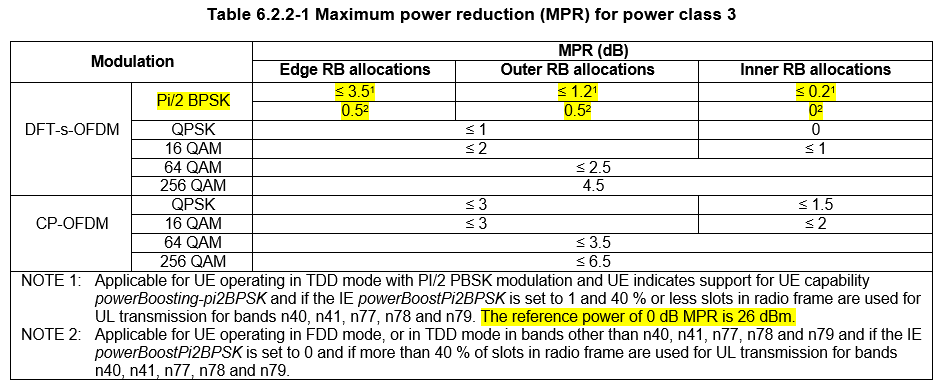 Table 6.2.2-1 Maximum power reduction (MPR) for power class 3
Modulation MPR (dB)
Edge RB allocations Outer RB allocations Inner RB allocations
DFT-s-OFDM Pi/2 BPSK ≤ 3.5¹ ≤ 1.2¹ ≤ 0.2¹
0.5² 0.5² 0²
QPSK ≤ 1 0
16 QAM ≤ 2 ≤ 1
64 QAM ≤ 2.5
256 QAM 4.5
CP-OFDM QPSK ≤ 3 ≤ 1.5
16 QAM ≤ 3 ≤ 2
64 QAM ≤ 3.5
256 QAM ≤ 6.5
NOTE 1: Applicable for UE operating in TDD mode with PI/2 PBSK modulation and UE indicates support for UE capability
powerBoosting-pi2BPSK and if the IE powerBoostPi2BPSK is set to 1 and 40 % or less slots in radio frame are used for
UL transmission for bands n40, n41, n77, n78 and n79. The reference power of 0 dB MPR is 26 dBm.
NOTE 2: Applicable for UE operating in FDD mode, or in TDD mode in bands other than n40, n41, n77, n78 and n79 and if the IE
powerBoostPi2BPSK is set to 0 and if more than 40 % of slots in radio frame are used for UL transmission for bands
n40, n41, n77, n78 and n79.